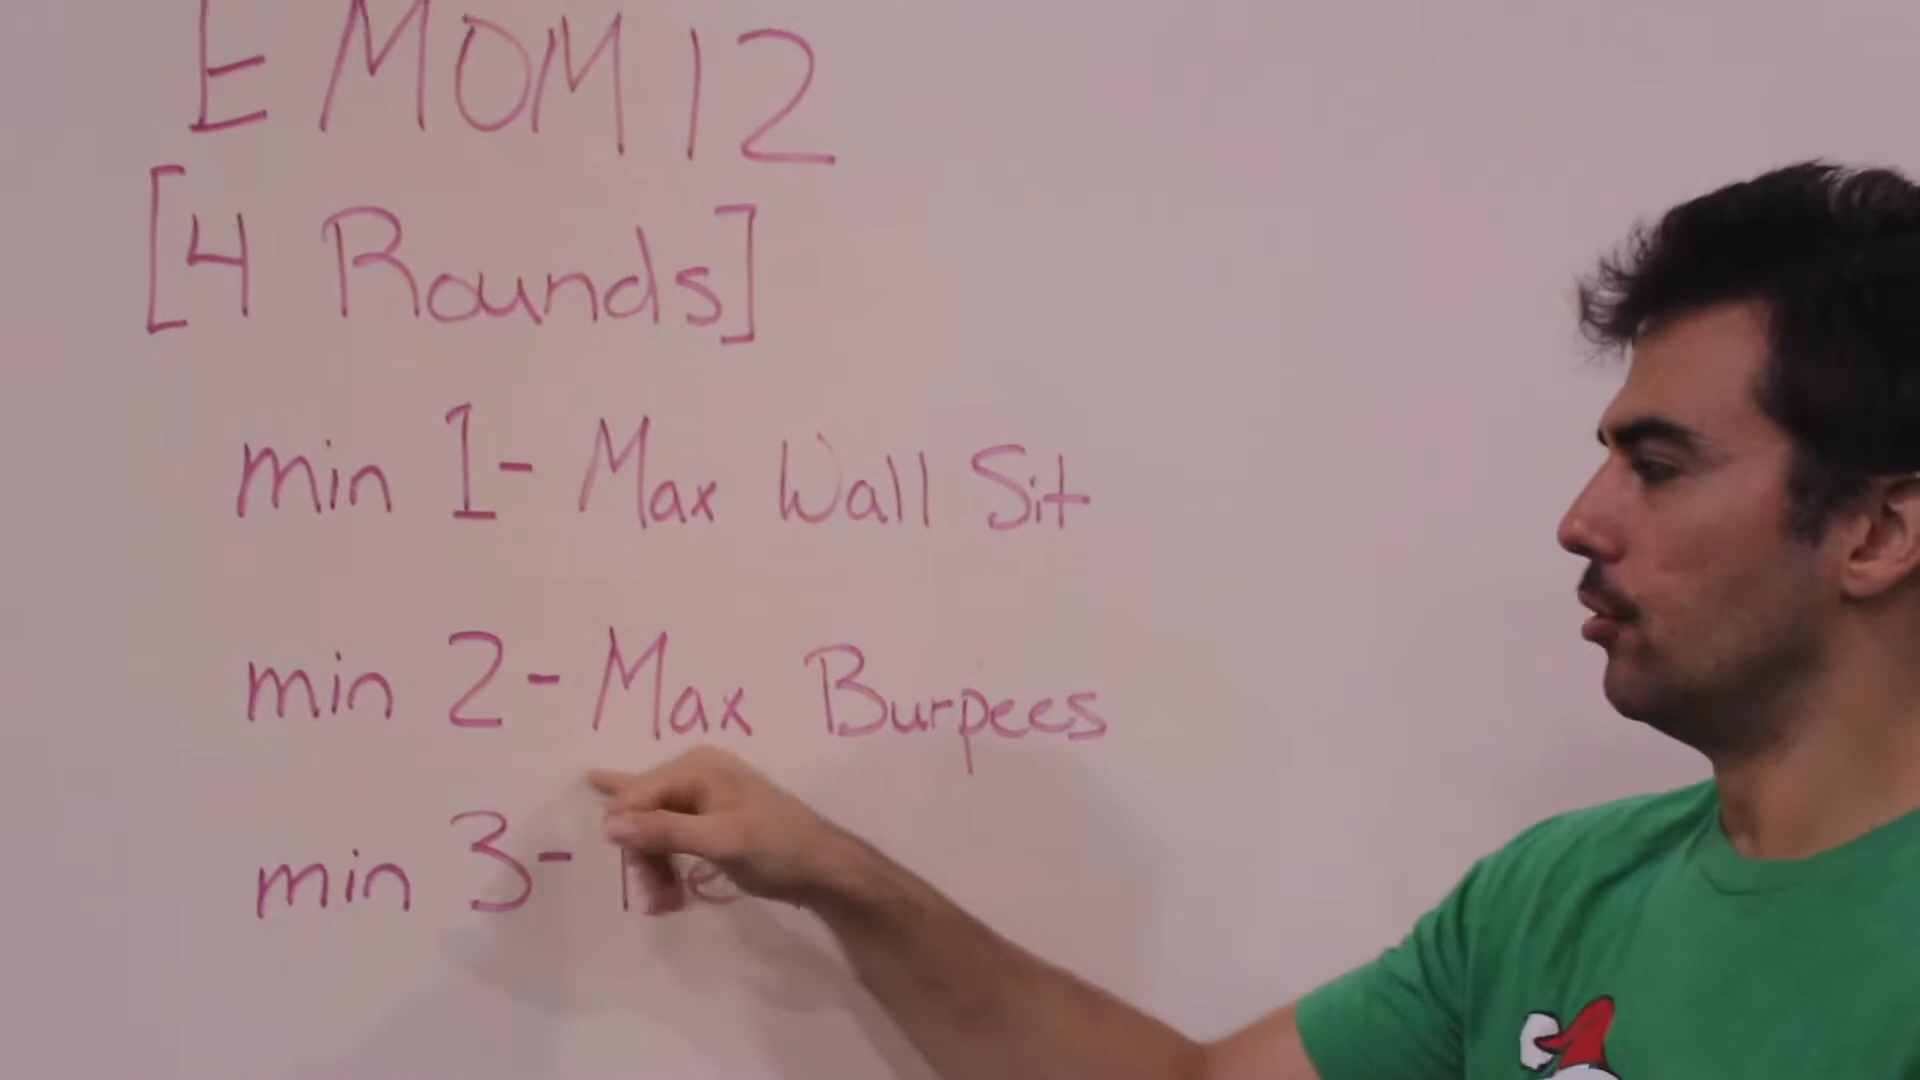 EMOM 12
[4 Rounds]
min 1- Max Wall Sit
min 2- Max Burpees
min 3-